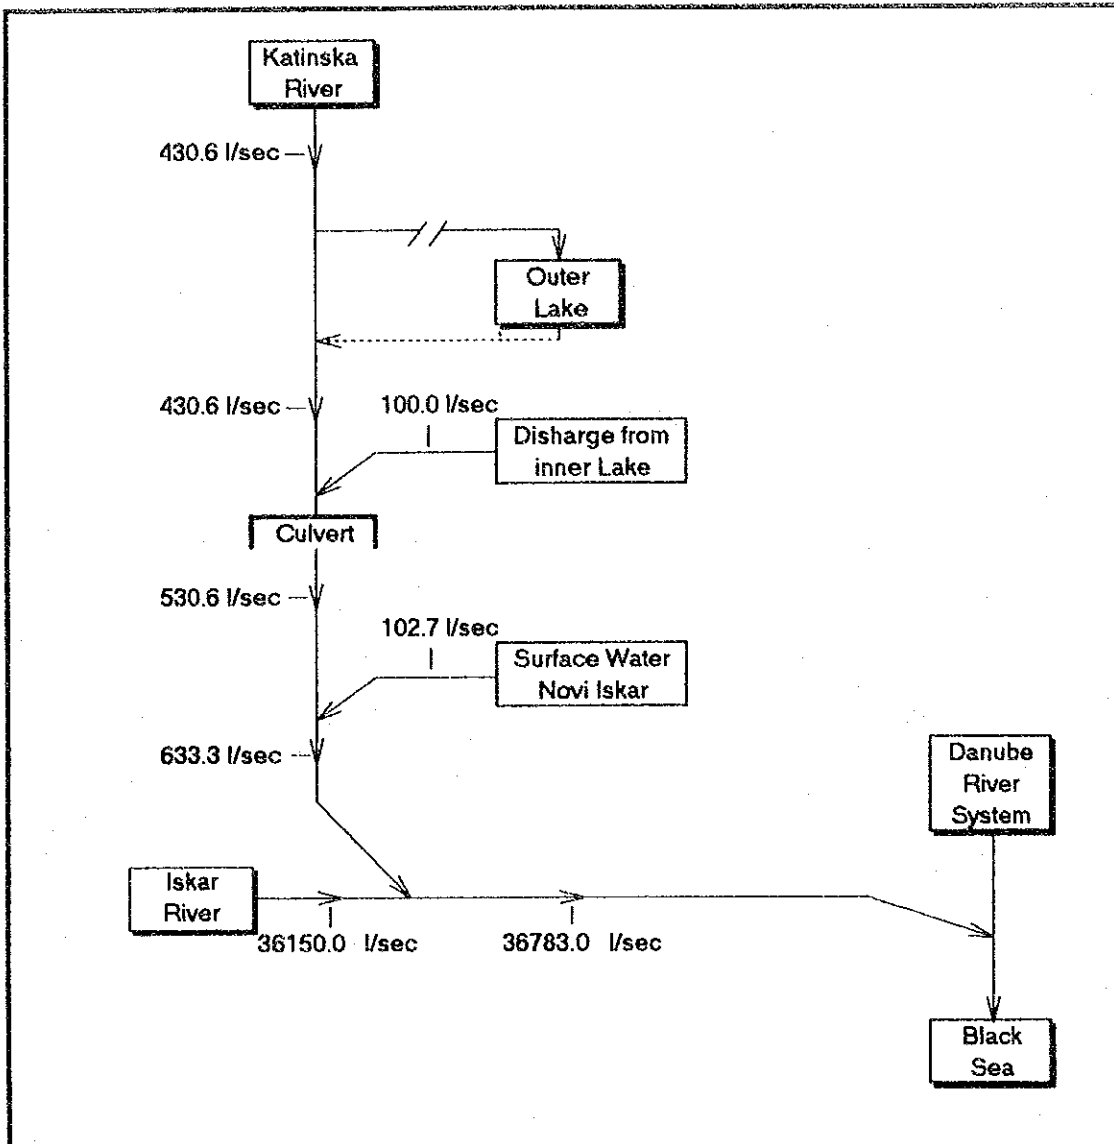 Katinska
River
430.6 l/sec
Outer
Lake
430.6 l/sec
100.0 l/sec
Disharge from
inner Lake
Culvert
530.6 l/sec
102.7 l/sec
Surface Water
Novi Iskar
633.3 l/sec
Danube
River
System
Iskar
River
36150.0 l/sec
36783.0 l/sec
Black
Sea